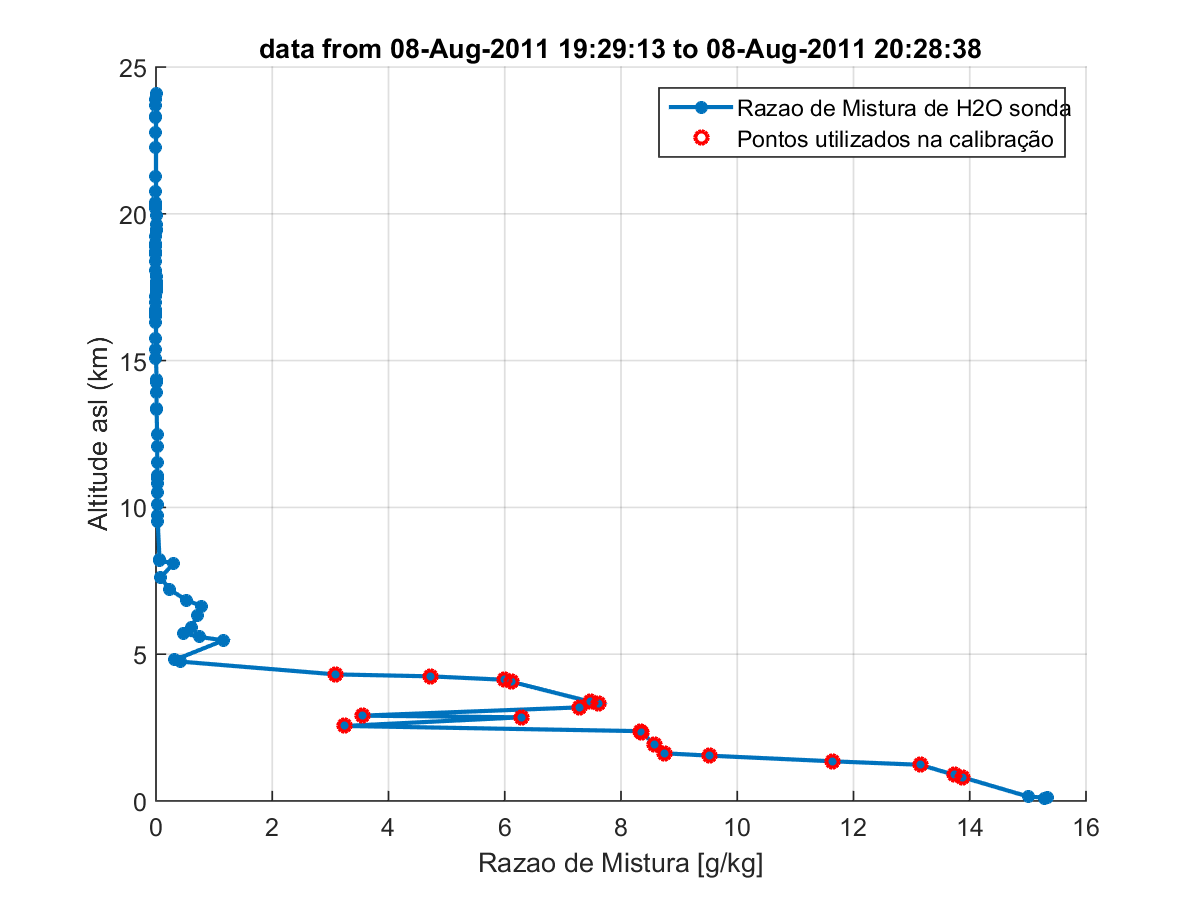 data from 08-Aug-2011 19:29:13 to 08-Aug-2011 20:28:38
Razao de Mistura de H2O sonda
Pontos utilizados na calibração
25
20
15
10
5
0
Altitude asl (km)
0 2 4 6 8 10 12 14 16
Razao de Mistura [g/kg]